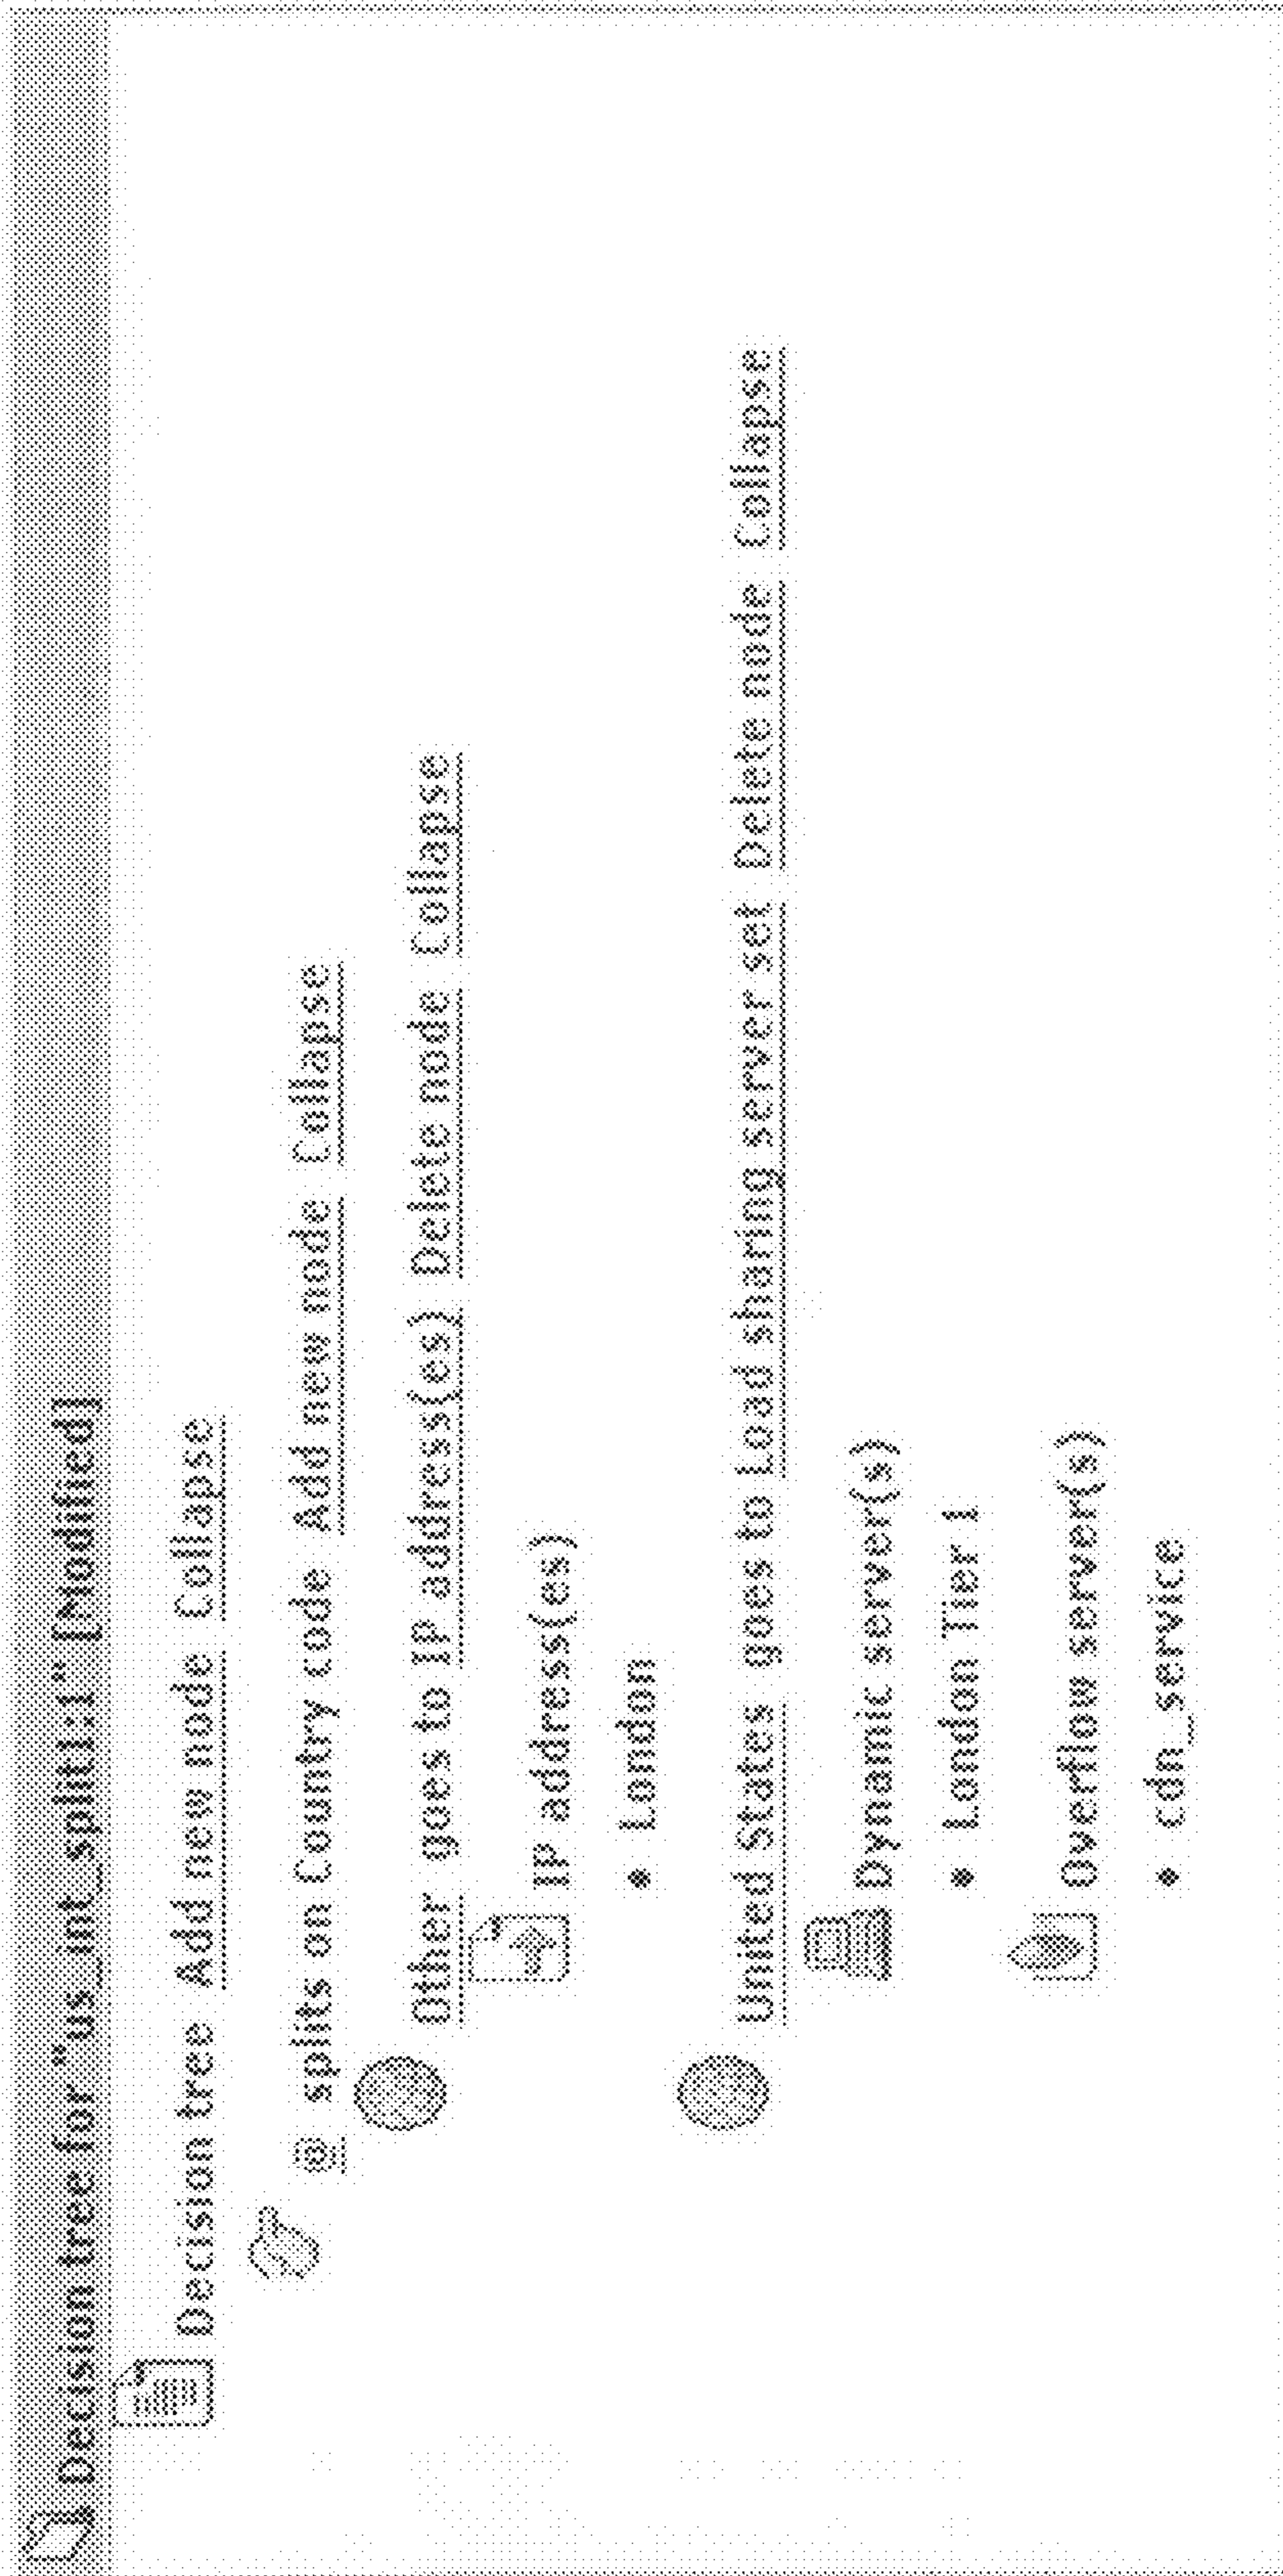 Decision tree for "us_int_split:::1" [Modified]
Decision tree Add new node Collapse
@ splits on Country code Add new node Collapse
Other goes to IP address(es) Delete node Collapse
IP address(es)
• London
United States goes to Load sharing server set Delete node Collapse
Dynamic server(s)
• London Tier 1
Overflow server(s)
• cdn_service